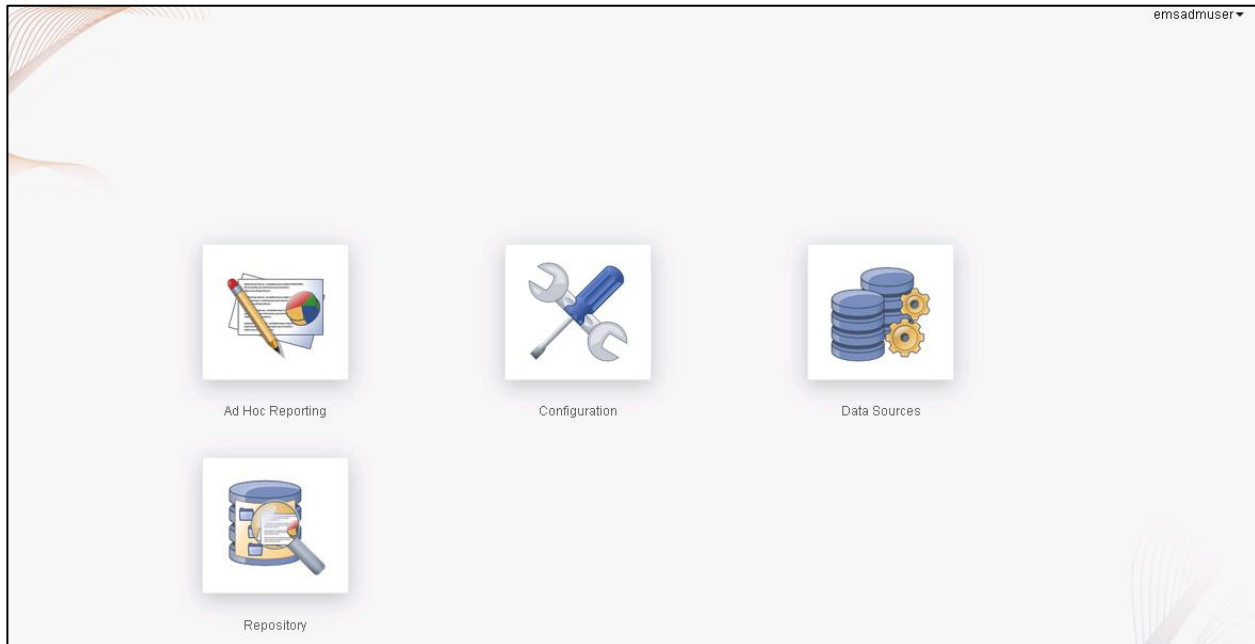 emsadmuser
Ad Hoc Reporting
Configuration
Data Sources
Repository